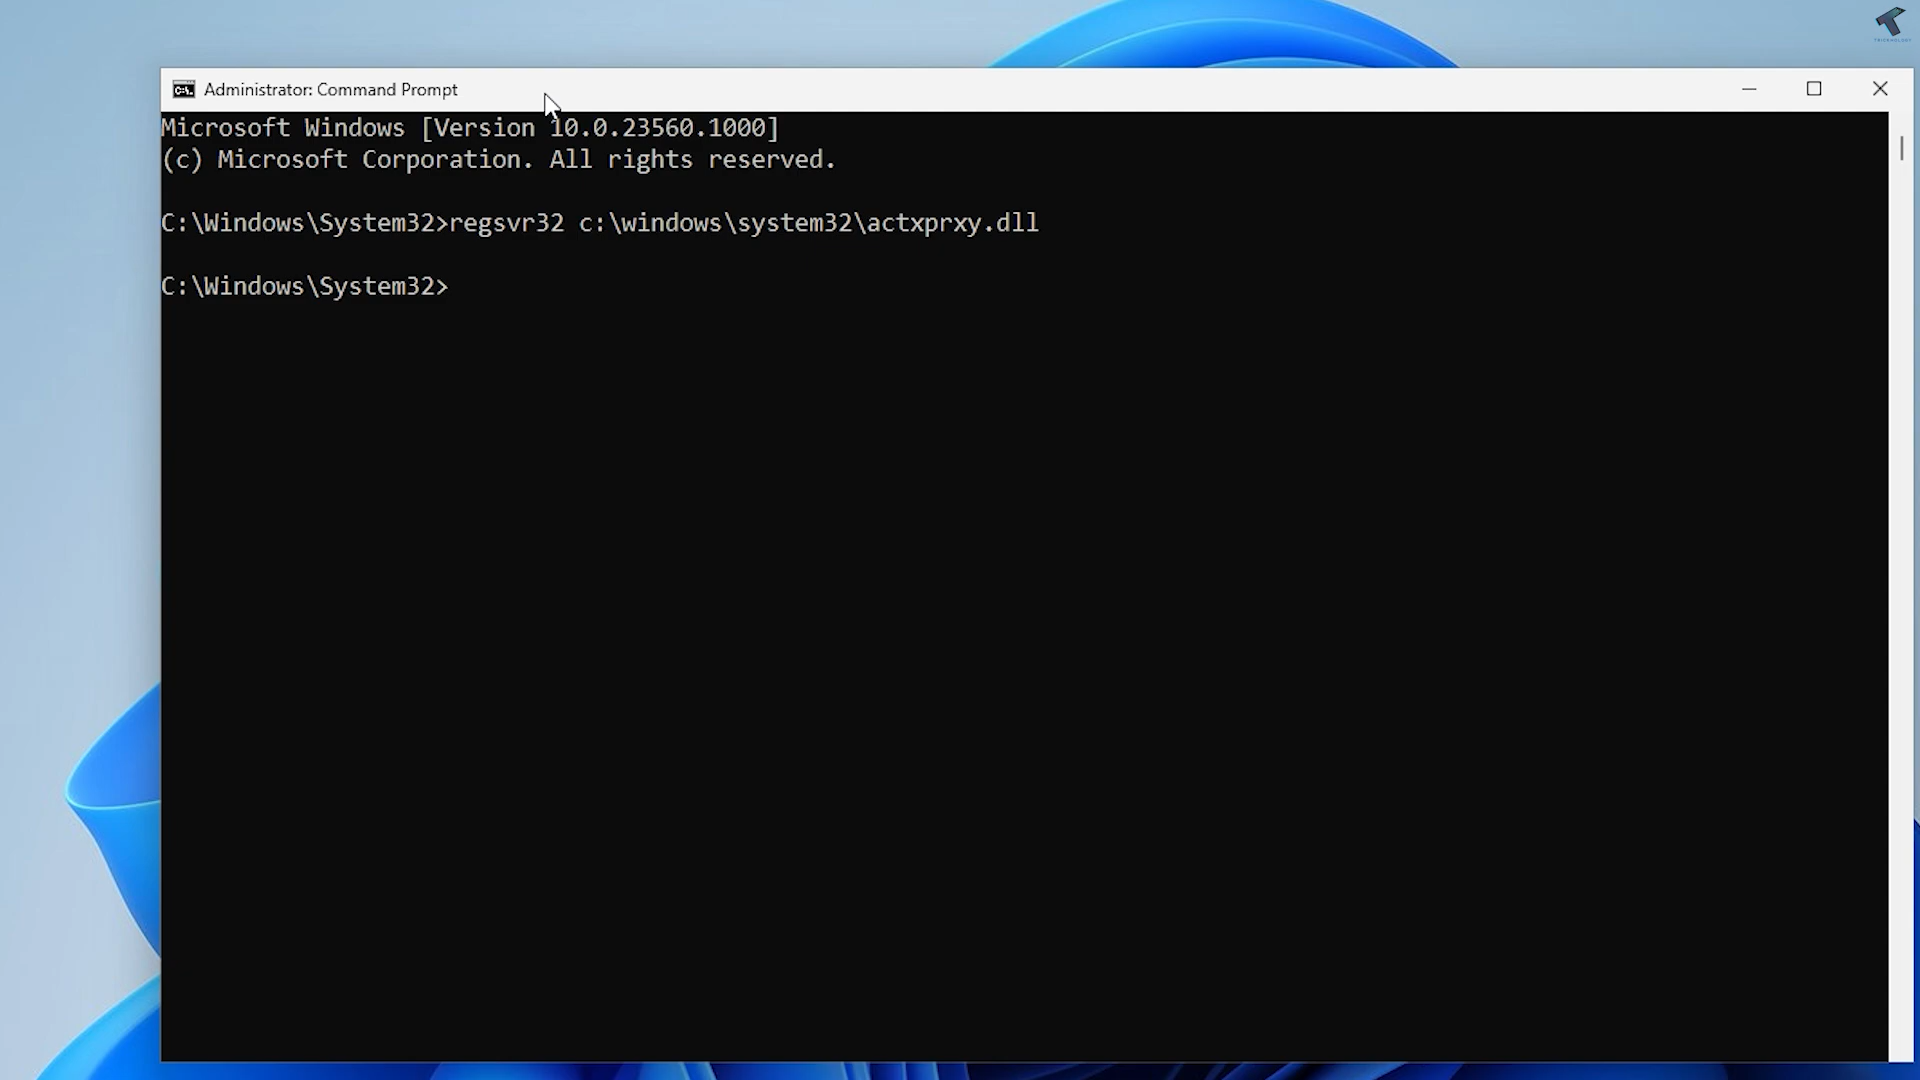 Administrator: Command Prompt
Microsoft Windows [Version 10.0.23560.1000]
(c) Microsoft Corporation. All rights reserved.
C:\Windows\System32>regsvr32 c:\windows\system32\actxprxy.dll
C:\Windows\System32>